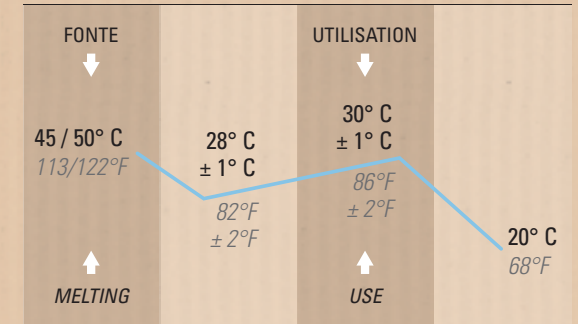 FONTE
45 / 50° C
113/122°F
MELTING
28° C
± 1° C
82°F
± 2°F
UTILISATION
30° C
± 1° C
86°F
± 2°F
USE
20° C
68°F